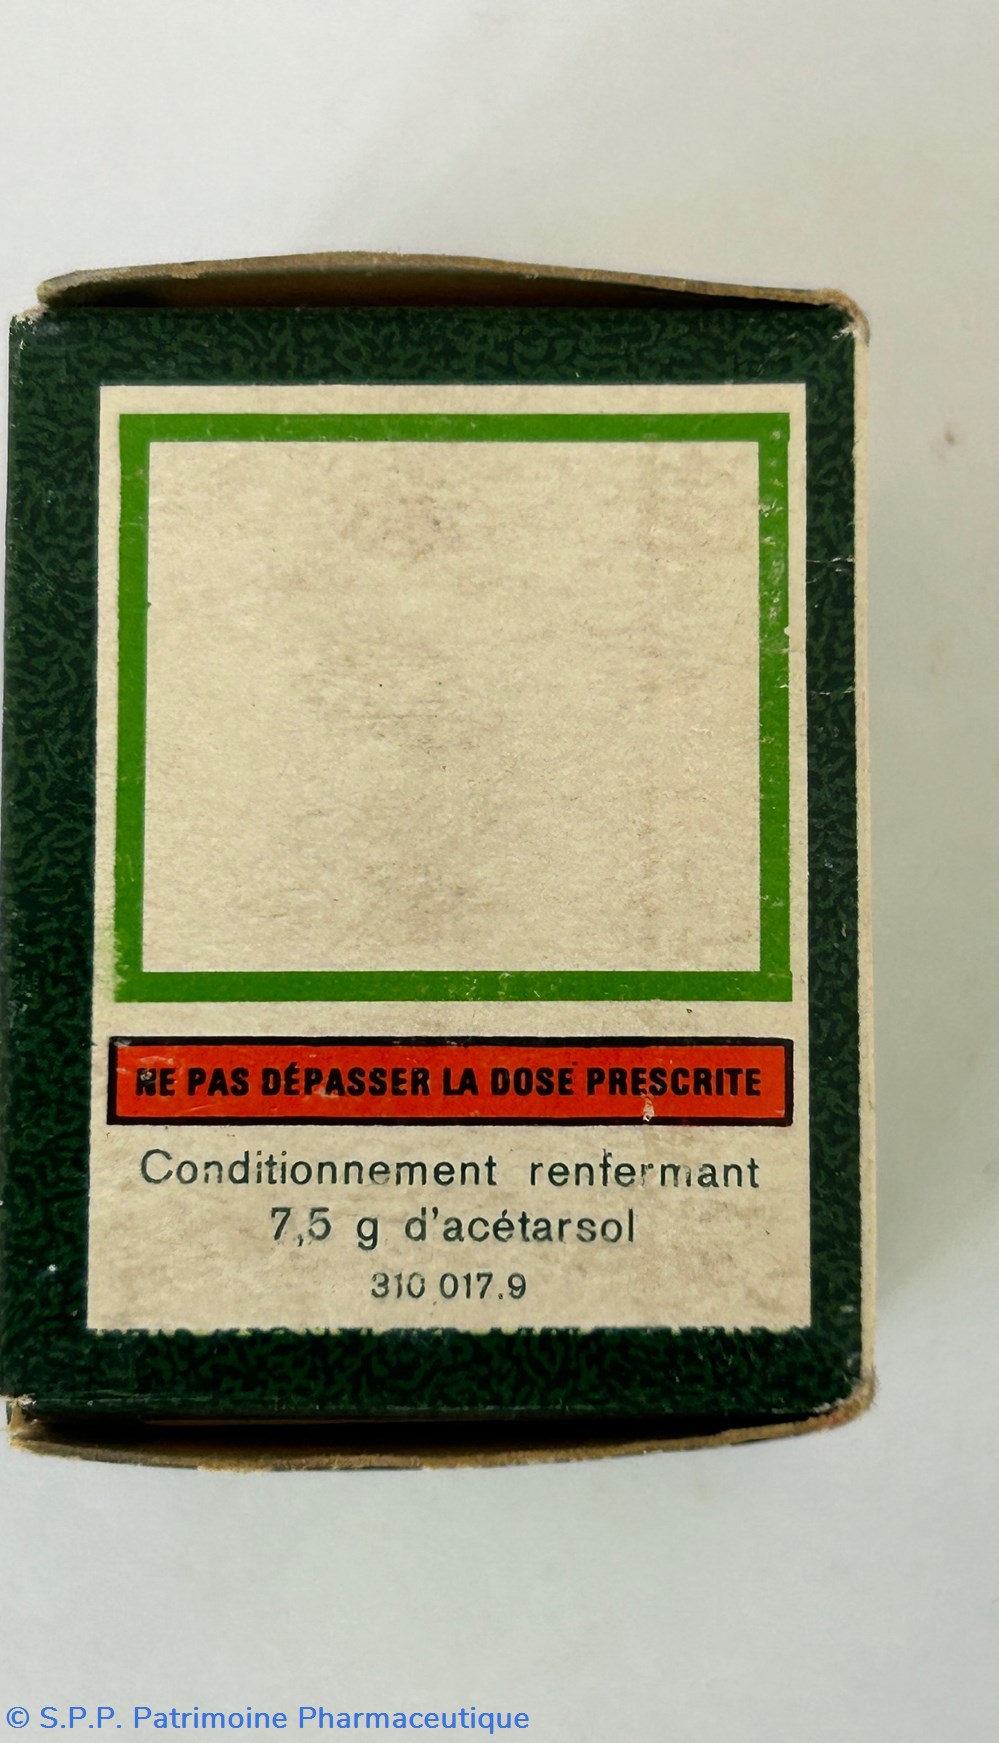 NE PAS DÉPASSER LA DOSE PRESCRITE
Conditionnement renfermant
7,5 g d'acétarsol
310 017.9
© S.P.P. Patrimoine Pharmaceutique